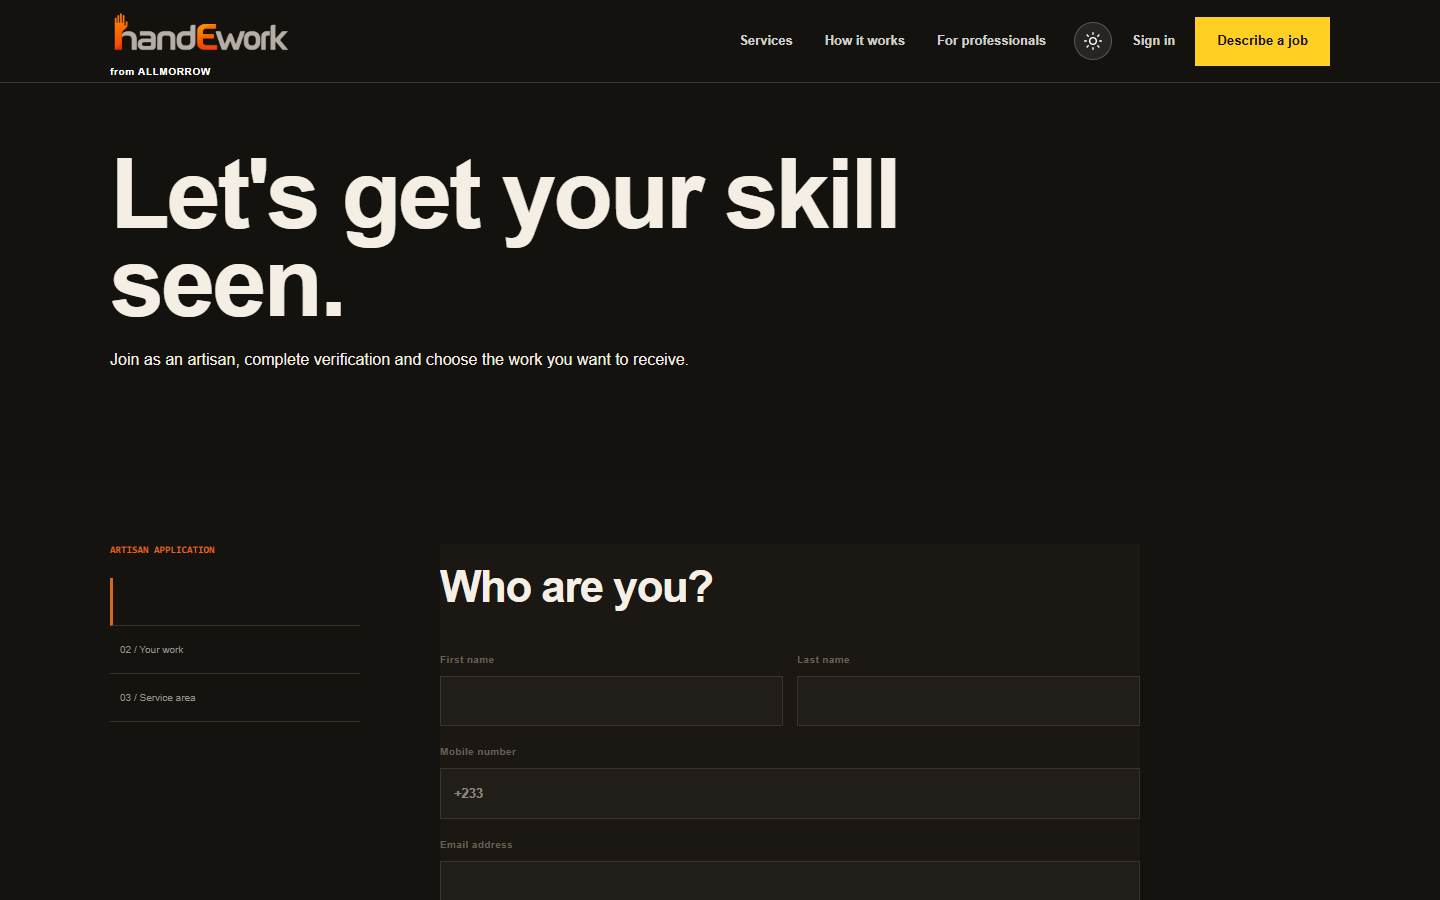 handEwork
from ALLMORROW
Services
How it works
For professionals
Sign in
Describe a job
Let's get your skill
seen.
Join as an artisan, complete verification and choose the work you want to receive.
ARTISAN APPLICATION
02 / Your work
03 / Service area
Who are you?
First name
Last name
Mobile number
+233
Email address